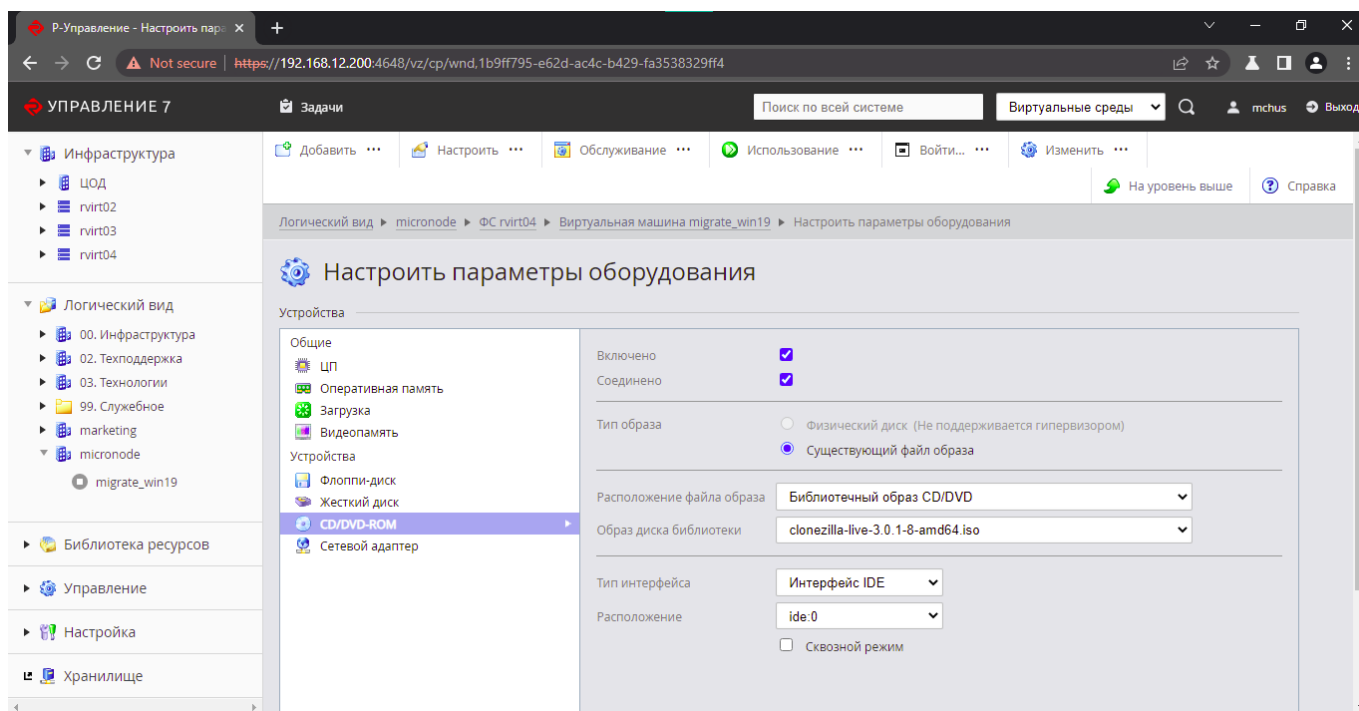 Р-Управление - Настроить пара
Not secure | https://192.168.12.200:4648/vz/cp/wnd,1b9ff795-e62d-ac4c-b429-fa3538329ff4
УПРАВЛЕНИЕ 7
Задачи
Поиск по всей системе
Виртуальные среды
mchus
Выход
Инфраструктура
ЦОД
rvirt02
rvirt03
rvirt04
Логический вид
00. Инфраструктура
02. Техподдержка
03. Технологии
99. Служебное
marketing
micronode
migrate_win19
Библиотека ресурсов
Управление
Настройка
Хранилище
Добавить ···
Настроить ···
Обслуживание ···
Использование ···
Войти... ···
Изменить ···
На уровень выше
Справка
Логический вид ▸ micronode ▸ ФС rvirt04 ▸ Виртуальная машина migrate_win19 ▸ Настроить параметры оборудования
Настроить параметры оборудования
Устройства
Общие
ЦП
Оперативная память
Загрузка
Видеопамять
Устройства
Флоппи-диск
Жесткий диск
CD/DVD-ROM
Сетевой адаптер
Включено
Соединено
Тип образа
Физический диск (Не поддерживается гипервизором)
Существующий файл образа
Расположение файла образа
Библиотечный образ CD/DVD
Образ диска библиотеки
clonezilla-live-3.0.1-8-amd64.iso
Тип интерфейса
Интерфейс IDE
Расположение
ide:0
Сквозной режим